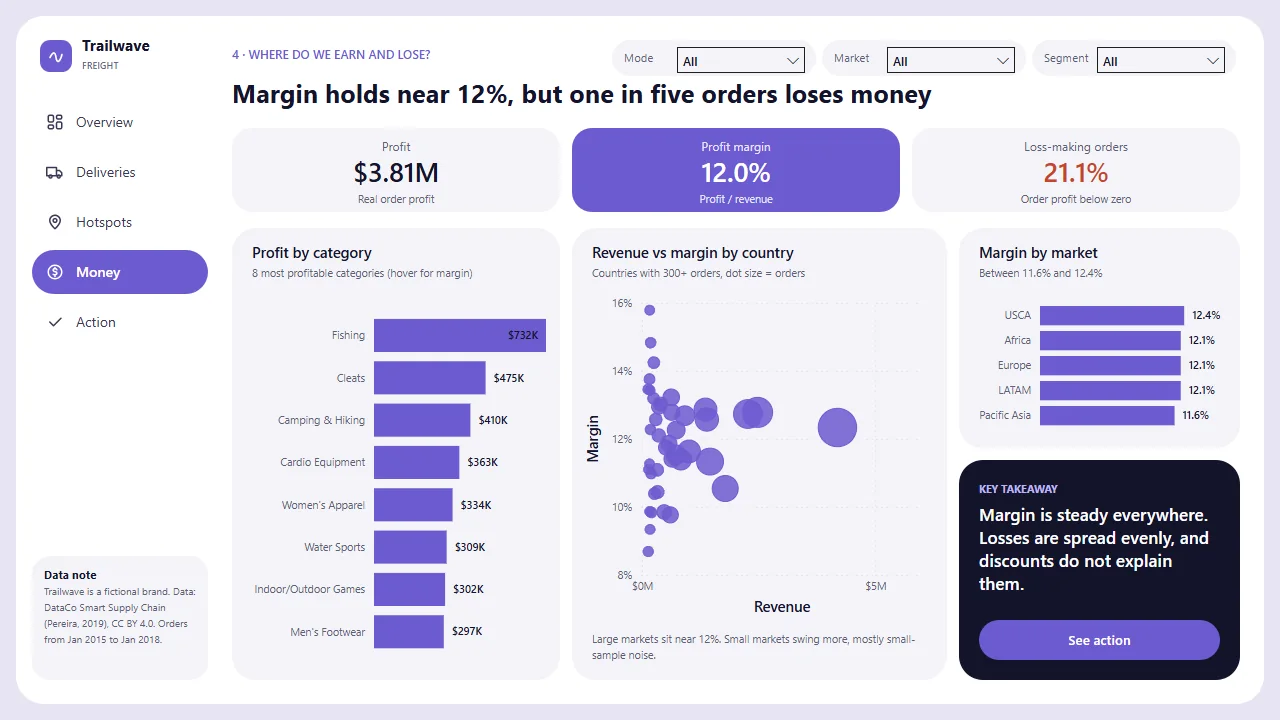 Trailwave
FREIGHT
Overview
Deliveries
Hotspots
Money
Action
Data note
Trailwave is a fictional brand. Data:
DataCo Smart Supply Chain
(Pereira, 2019), CC BY 4.0. Orders
from Jan 2015 to Jan 2018.
4 · WHERE DO WE EARN AND LOSE?
Mode
All
Market
All
Segment
All
Margin holds near 12%, but one in five orders loses money
Profit
$3.81M
Real order profit
Profit margin
12.0%
Profit / revenue
Loss-making orders
21.1%
Order profit below zero
Profit by category
8 most profitable categories (hover for margin)
Fishing $732K
Cleats $475K
Camping & Hiking $410K
Cardio Equipment $363K
Women's Apparel $334K
Water Sports $309K
Indoor/Outdoor Games $302K
Men's Footwear $297K
Revenue vs margin by country
Countries with 300+ orders, dot size = orders
Margin
16%
14%
12%
10%
8%
$0M $5M
Revenue
Large markets sit near 12%. Small markets swing more, mostly small-
sample noise.
Margin by market
Between 11.6% and 12.4%
USCA 12.4%
Africa 12.1%
Europe 12.1%
LATAM 12.1%
Pacific Asia 11.6%
KEY TAKEAWAY
Margin is steady everywhere.
Losses are spread evenly, and
discounts do not explain
them.
See action